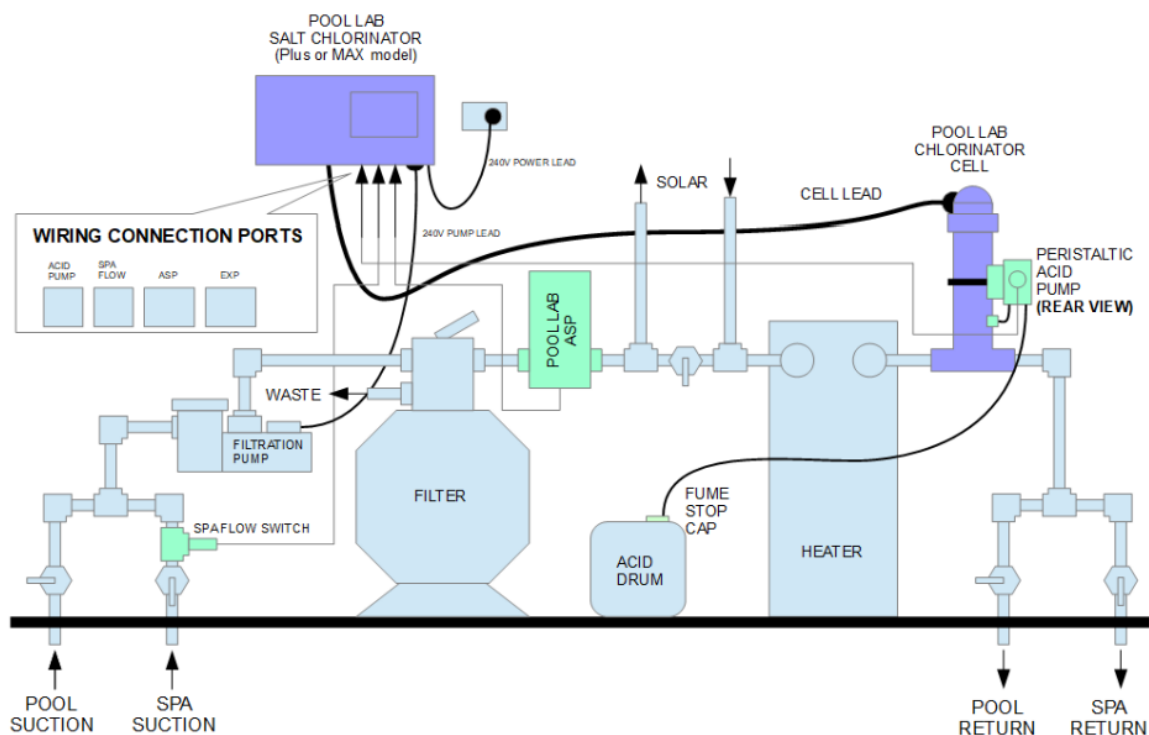 POOL LAB
SALT CHLORINATOR
(Plus or MAX model)
240V POWER LEAD
POOL LAB
CHLORINATOR
CELL
SOLAR
CELL LEAD
240V PUMP LEAD
WIRING CONNECTION PORTS
ACID
PUMP
SPA
FLOW
ASP
EXP
PERISTALTIC
ACID
PUMP
(REAR VIEW)
POOL LAB
ASP
WASTE
FILTRATION
PUMP
FILTER
FUME
STOP
CAP
SPA FLOW SWITCH
ACID
DRUM
HEATER
POOL
SUCTION
SPA
SUCTION
POOL
RETURN
SPA
RETURN